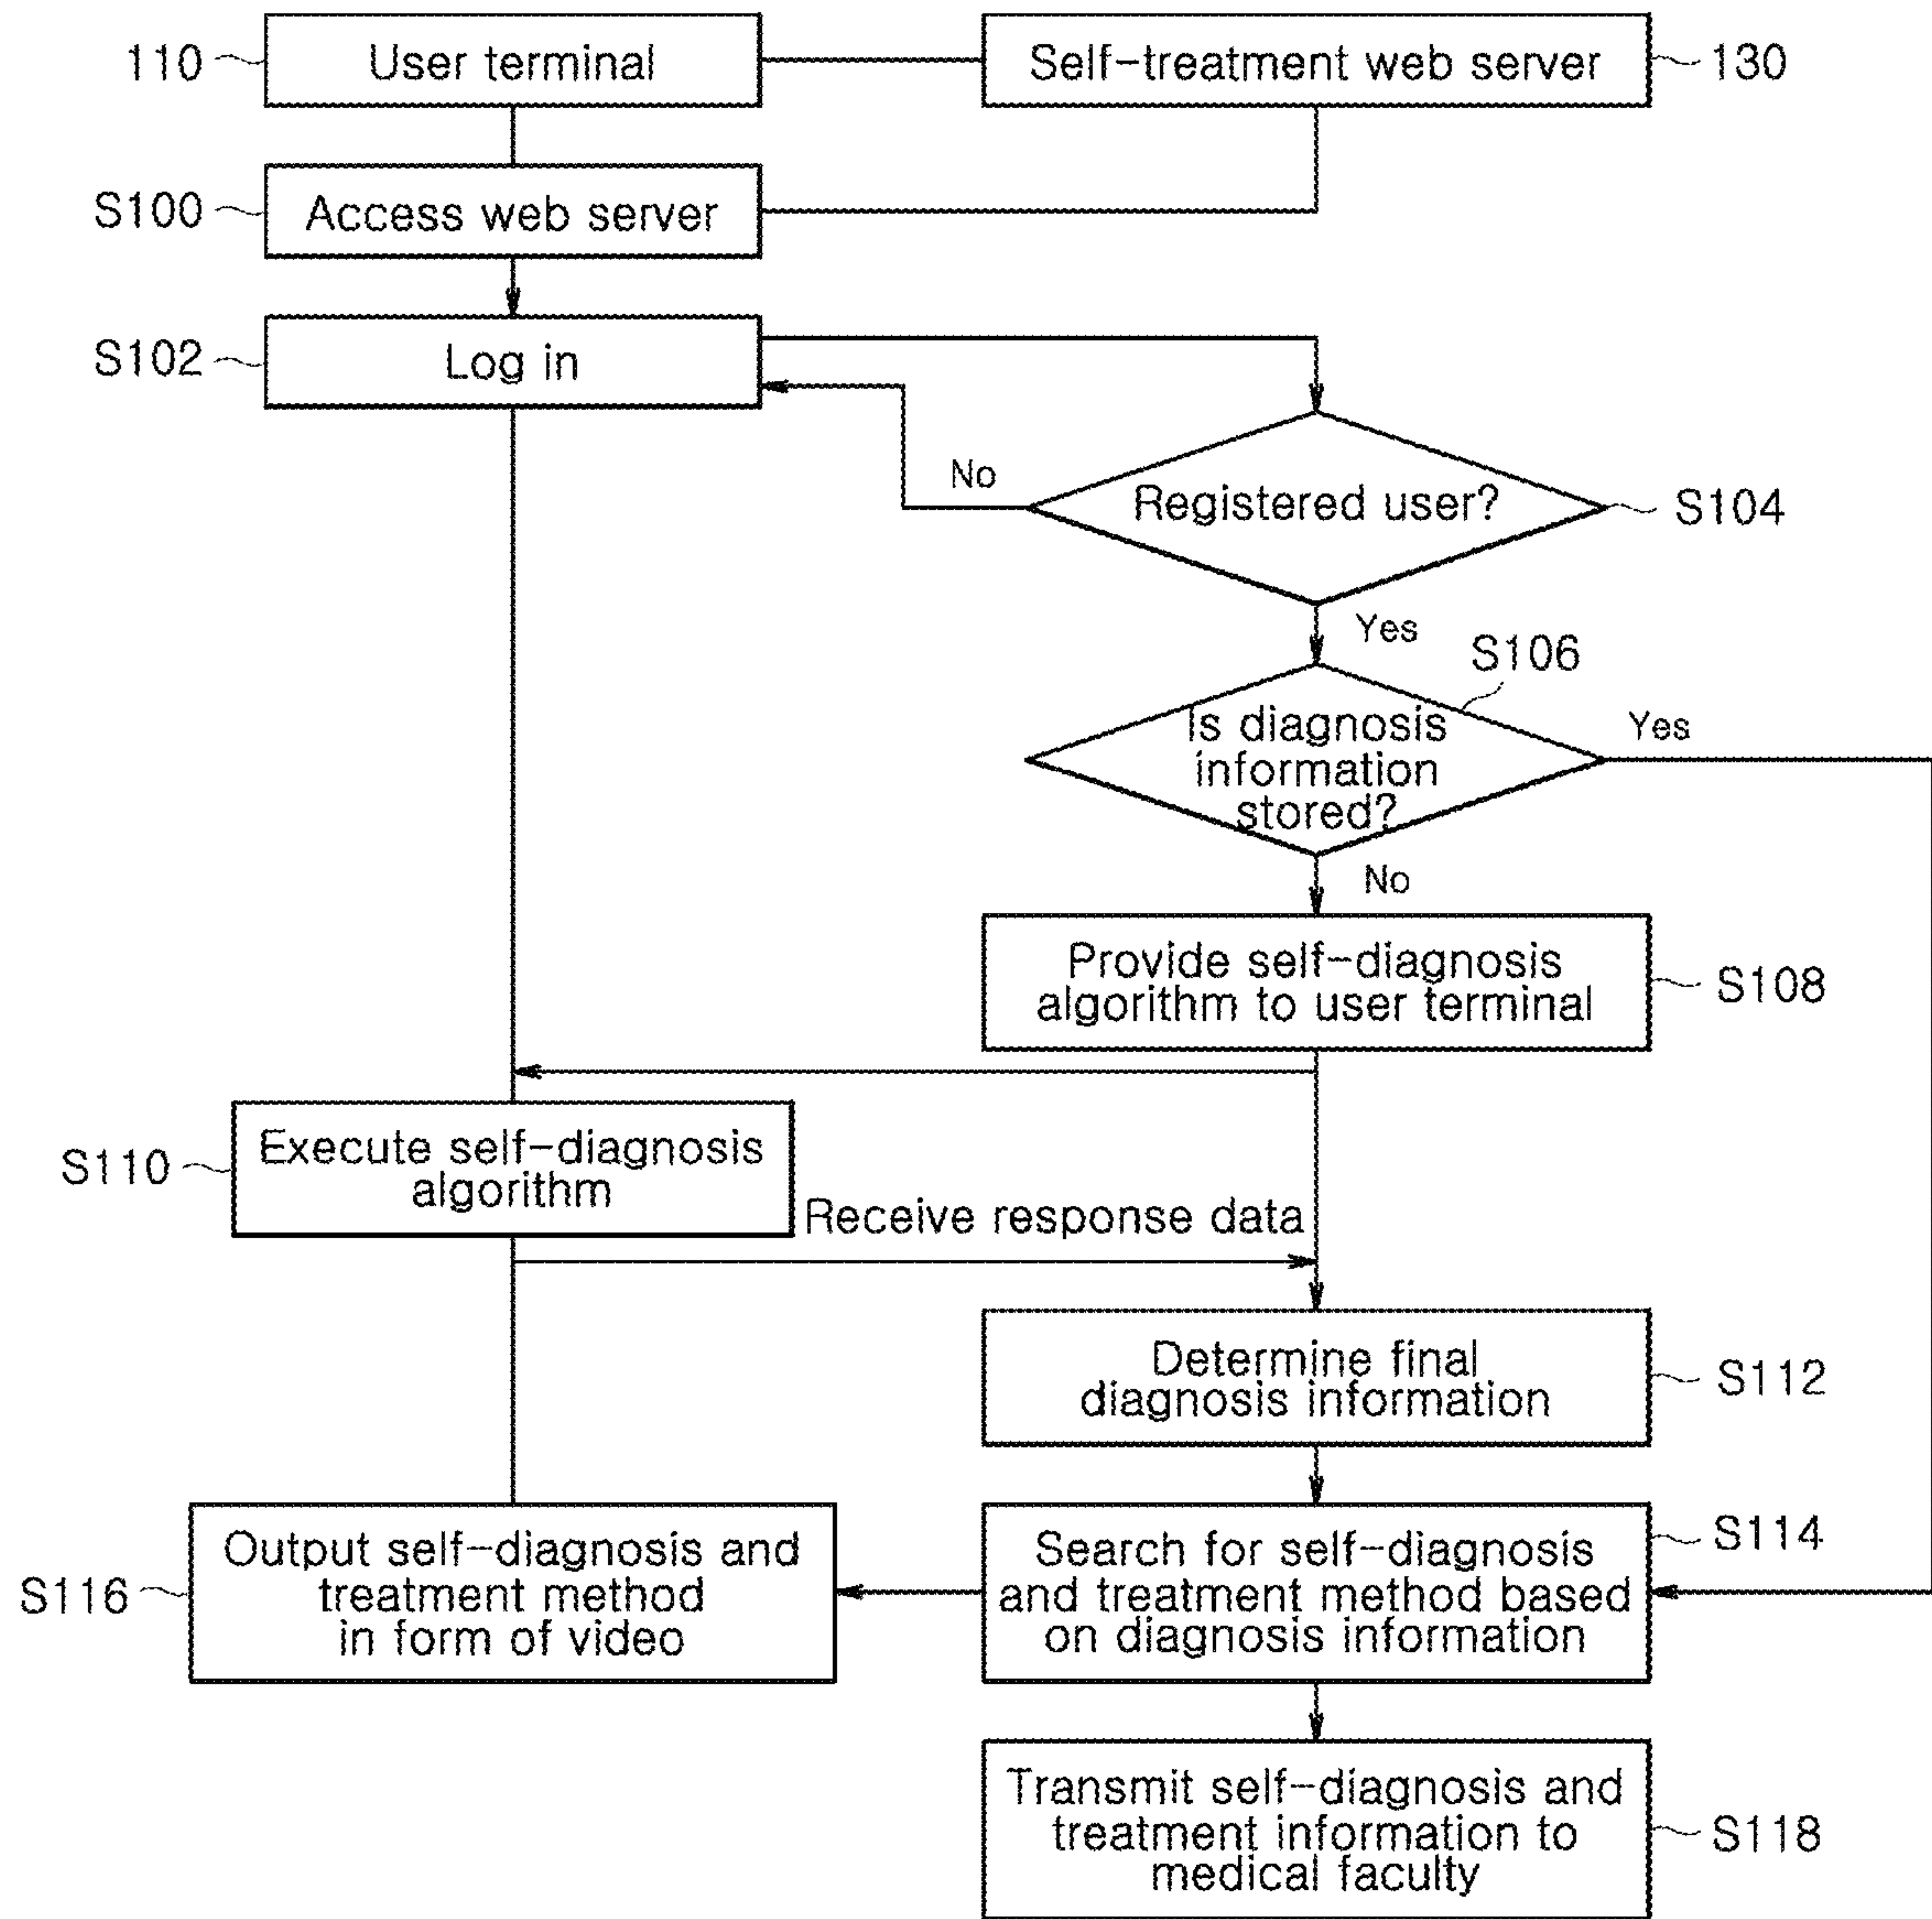 110
User terminal
Self-treatment web server
130
S100
Access web server
S102
Log in
No
Registered user?
S104
Yes
S106
Is diagnosis
information
stored?
Yes
No
Provide self-diagnosis
algorithm to user terminal
S108
S110
Execute self-diagnosis
algorithm
Receive response data
Determine final
diagnosis information
S112
S116
Output self-diagnosis and
treatment method
in form of video
Search for self-diagnosis
and treatment method based
on diagnosis information
S114
Transmit self-diagnosis and
treatment information to
medical faculty
S118